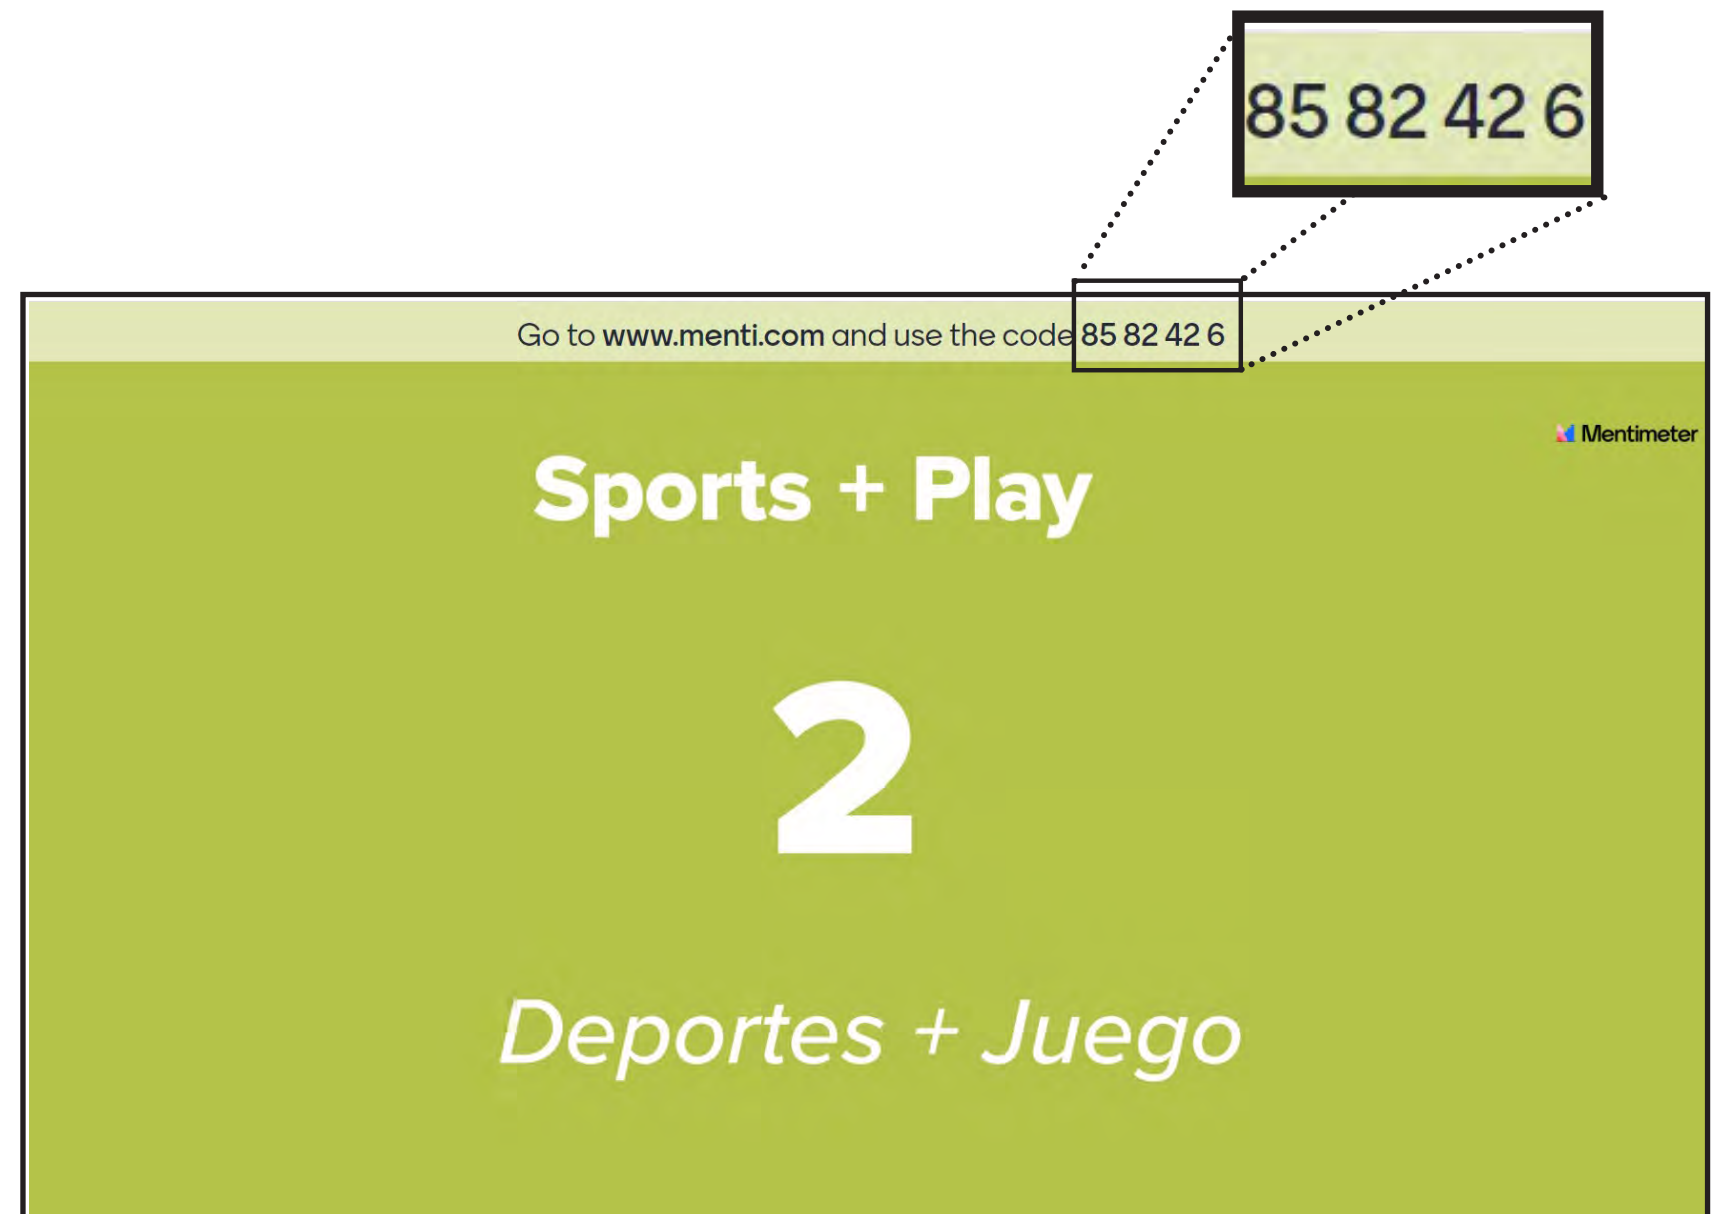 85 82 42 6
Go to www.menti.com and use the code 85 82 42 6
Mentimeter
Sports + Play
2
Deportes + Juego